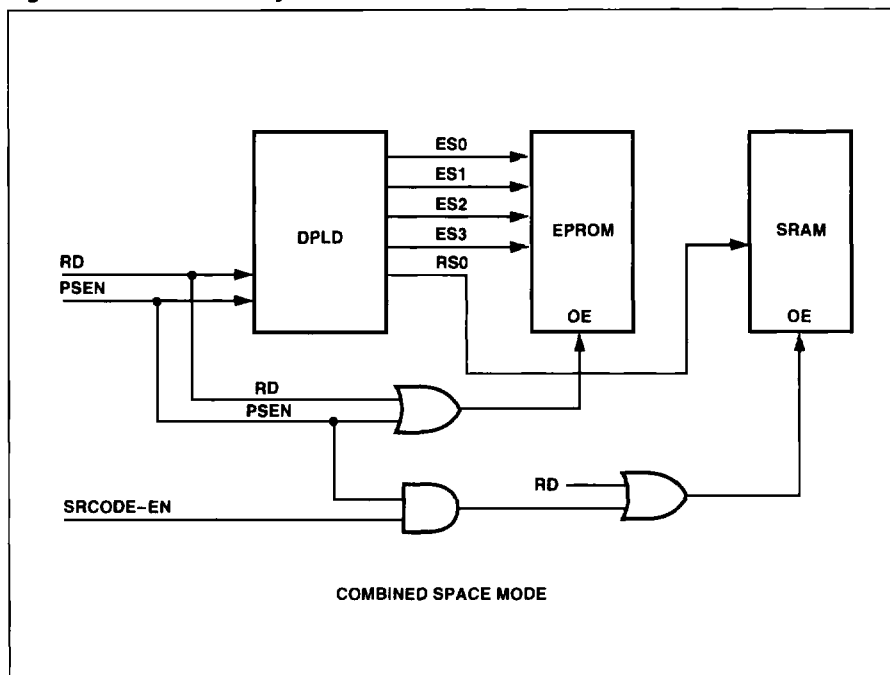 ES0
ES1
ES2
ES3
RS0
DPLD
EPROM
SRAM
RD
PSEN
OE
OE
RD
PSEN
RD
SRCODE–EN
COMBINED SPACE MODE